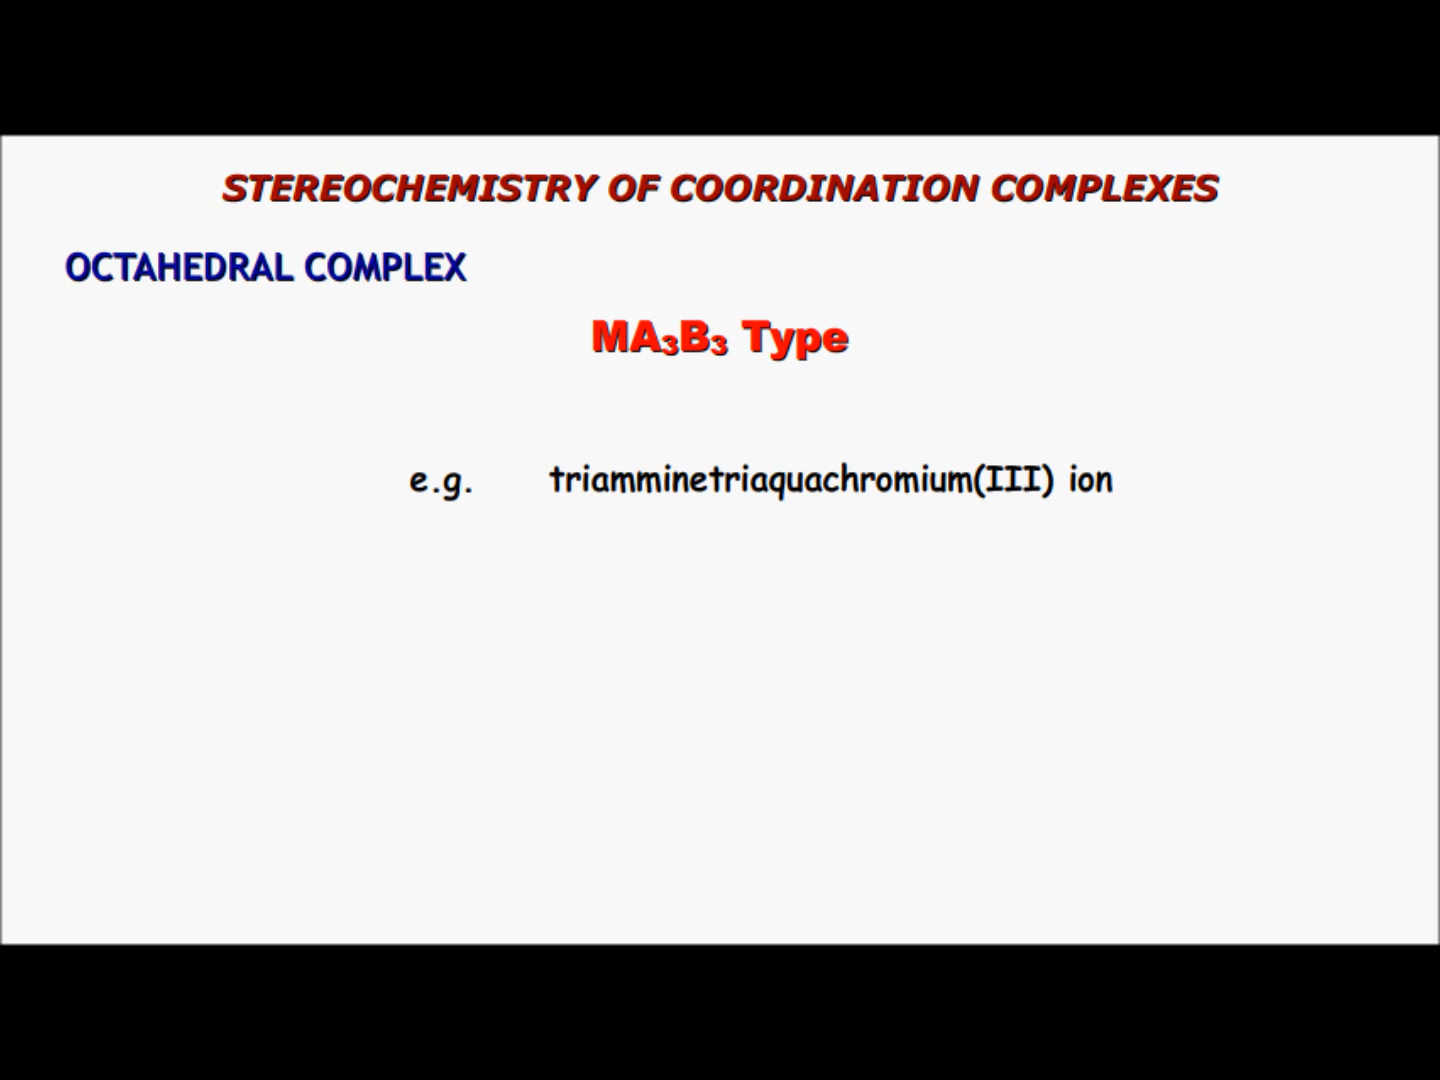 STEREOCHEMISTRY OF COORDINATION COMPLEXES
OCTAHEDRAL COMPLEX
MA₃B₃ Type
e.g. triamminetriaquachromium(III) ion